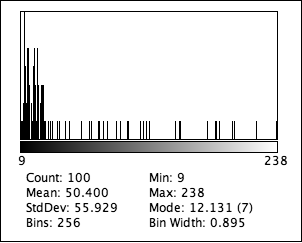 9 238
Count: 100 Min: 9
Mean: 50.400 Max: 238
StdDev: 55.929 Mode: 12.131 (7)
Bins: 256 Bin Width: 0.895